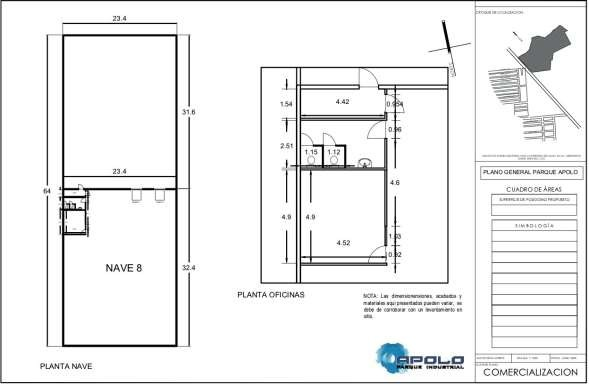 23.4
31.6
23.4
64
NAVE 8
32.4
PLANTA NAVE
1.54
4.42
0.954
0.96
2.51
1.15
1.12
4.6
4.9
4.9
4.52
1.93
0.92
PLANTA OFICINAS
NOTA: Las dimensionensiones, acabados y
materiales aqui presentados pueden variar, se
debe de corroborar con un levantamiento en
sitio.
APOLO
PARQUE INDUSTRIAL
CROQUIS DE LOCALIZACION:
PLANO GENERAL PARQUE APOLO
CUADRO DE ÁREAS
SIMBOLOGÍA
COMERCIALIZACION